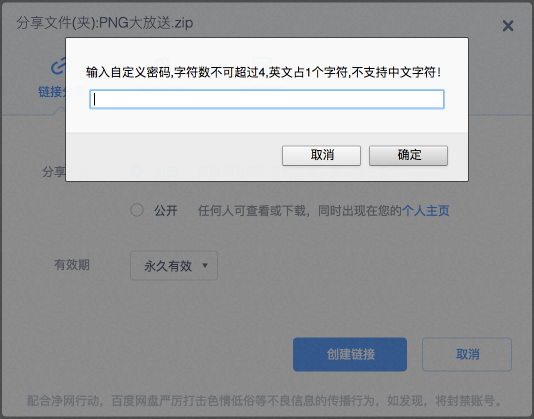 分享文件(夹):PNG大放送.zip
输入自定义密码,字符数不可超过4,英文占1个字符,不支持中文字符!
链接分
取消
确定
分享
公开
任何人可查看或下载，同时出现在您的个人主页
有效期
永久有效
创建链接
取消
配合净网行动，百度网盘严厉打击色情低俗等不良信息的传播行为，如发现，将封禁账号。